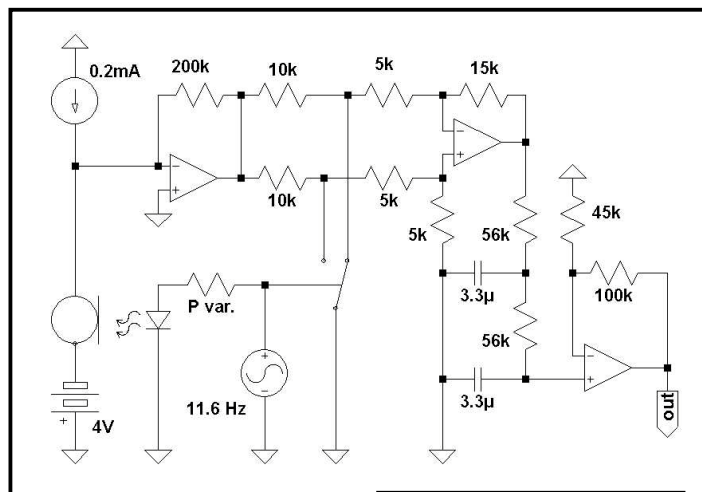 0.2mA
200k
10k
5k
15k
10k
5k
5k
56k
45k
3.3µ
100k
P var.
56k
3.3µ
11.6 Hz
4V
out